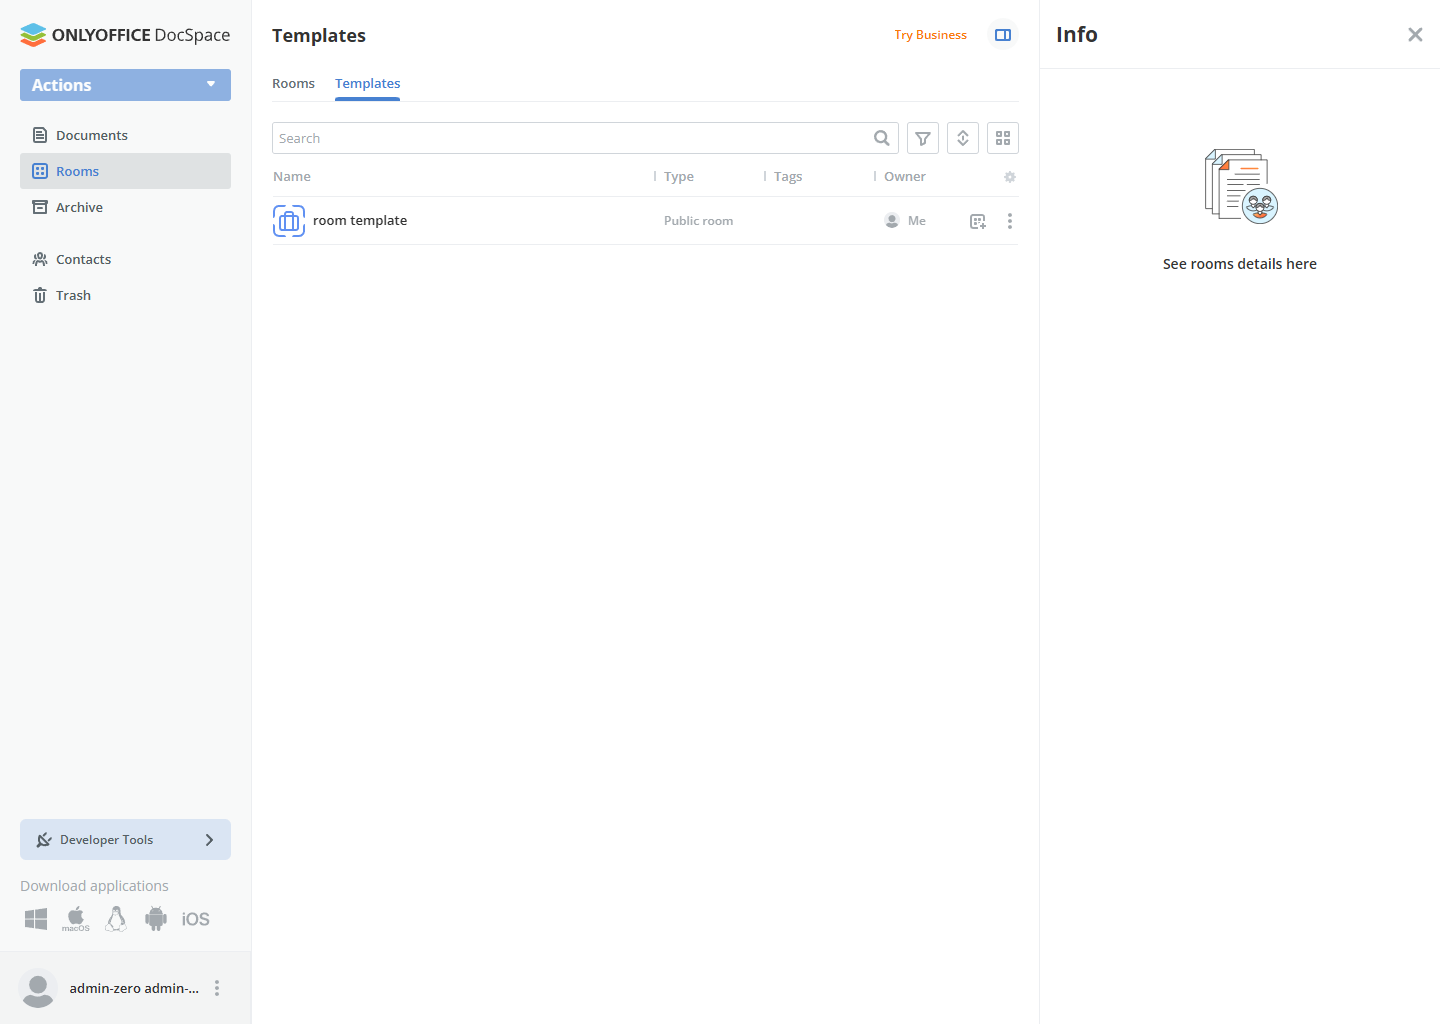 ONLYOFFICE DocSpace
Actions
Documents
Rooms
Archive
Contacts
Trash
Developer Tools
Download applications
macOS
iOS
admin-zero admin-...
Templates
Try Business
Rooms
Templates
Search
Name
Type
Tags
Owner
room template
Public room
Me
Info
See rooms details here